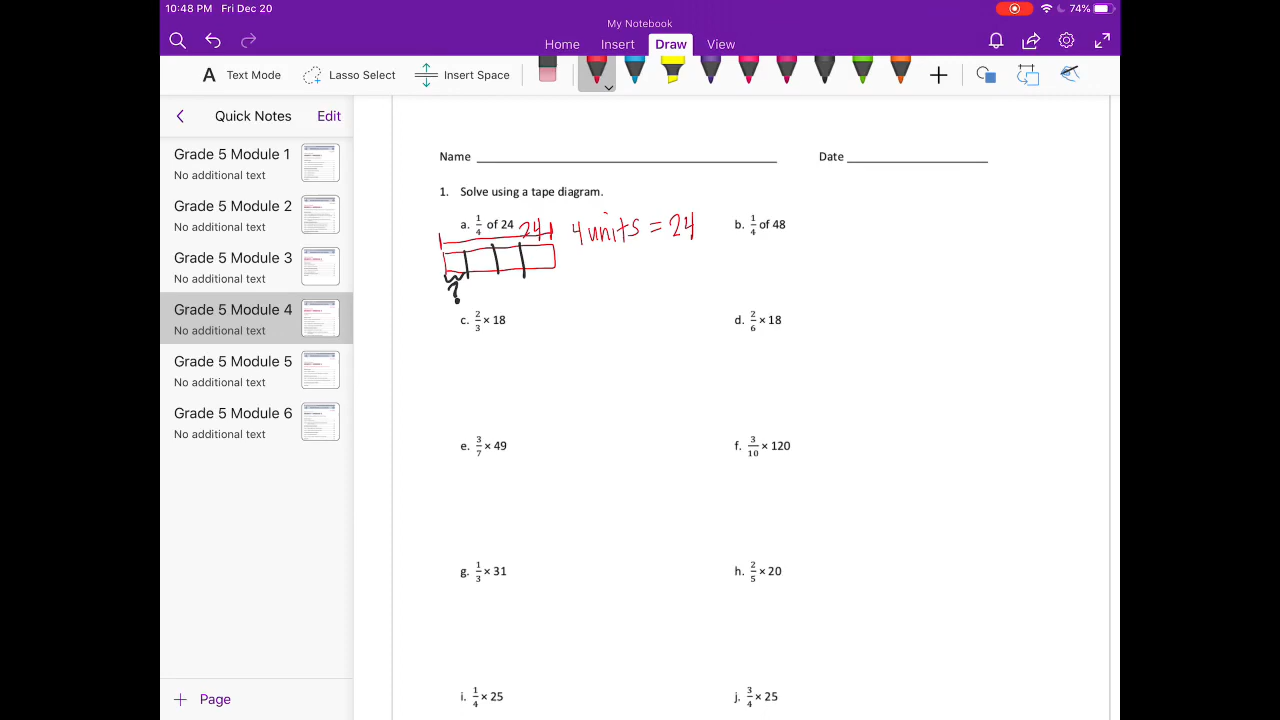 10:48 PM Fri Dec 20
74%
My Notebook
Home Insert Draw View
A Text Mode Lasso Select Insert Space
Quick Notes Edit
Grade 5 Module 1
No additional text
Grade 5 Module 2
No additional text
Grade 5 Module 3
No additional text
Grade 5 Module 4
No additional text
Grade 5 Module 5
No additional text
Grade 5 Module 6
No additional text
+ Page
Name Date
1. Solve using a tape diagram.
a. 1/4 of 24
24
4 units = 24
?
b. 1/4 of 48
c. 2/3 × 18
d. 2/6 × 18
e. 3/7 × 49
f. 3/10 × 120
g. 1/3 × 31
h. 2/5 × 20
i. 1/4 × 25
j. 3/4 × 25